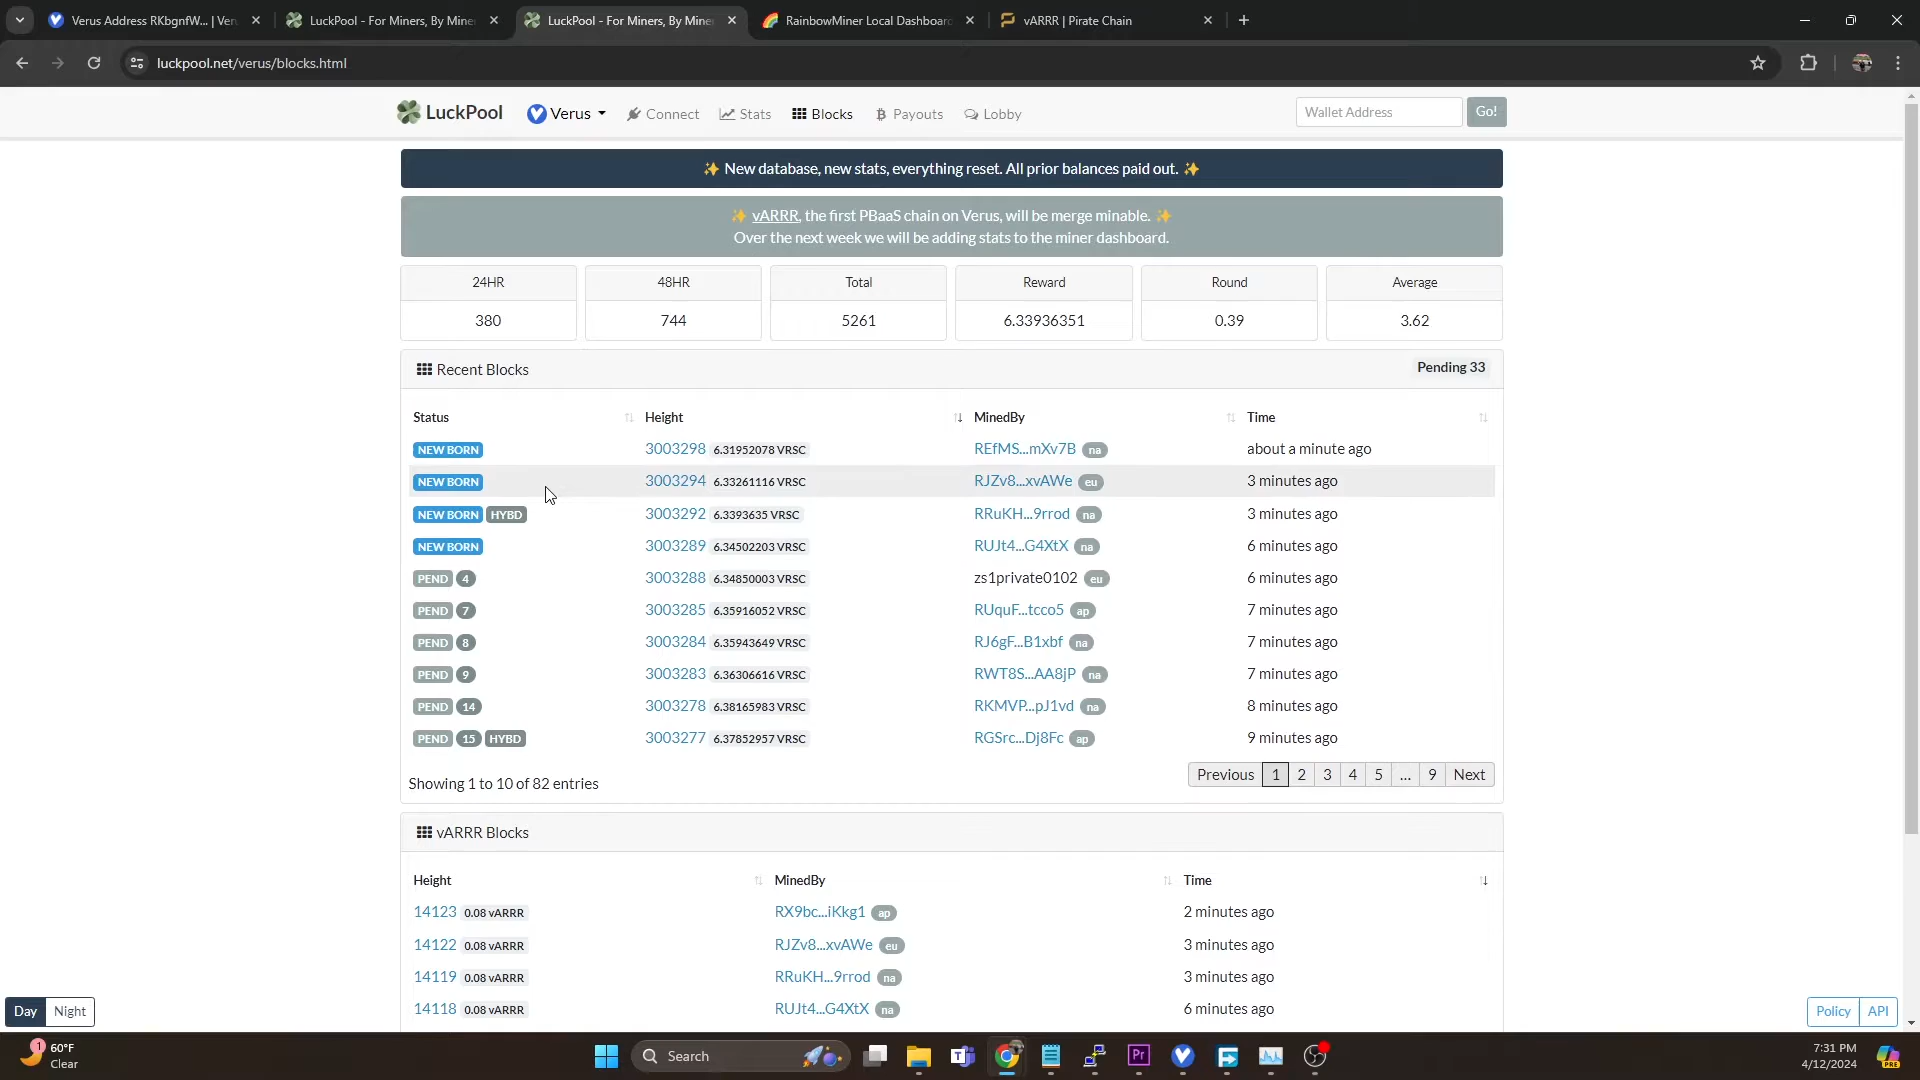 Verus Address RKbgnfW... | Veru
LuckPool - For Miners, By Mine
LuckPool - For Miners, By Mine
RainbowMiner Local Dashboard
vARRR | Pirate Chain
luckpool.net/verus/blocks.html
LuckPool
Verus
Connect
Stats
Blocks
Payouts
Lobby
Wallet Address
Go!
✨ New database, new stats, everything reset. All prior balances paid out. ✨
✨ vARRR, the first PBaaS chain on Verus, will be merge minable. ✨
Over the next week we will be adding stats to the miner dashboard.
24HR 48HR Total Reward Round Average
380 744 5261 6.33936351 0.39 3.62
Recent Blocks Pending 33
Status Height MinedBy Time
NEW BORN 3003298 6.31952078 VRSC REfMS...mXv7B na about a minute ago
NEW BORN 3003294 6.33261116 VRSC RJZv8...xvAWe eu 3 minutes ago
NEW BORN HYBD 3003292 6.3393635 VRSC RRuKH...9rrod na 3 minutes ago
NEW BORN 3003289 6.34502203 VRSC RUJt4...G4XtX na 6 minutes ago
PEND 4 3003288 6.34850003 VRSC zs1private0102 eu 6 minutes ago
PEND 7 3003285 6.35916052 VRSC RUquF...tcco5 ap 7 minutes ago
PEND 8 3003284 6.35943649 VRSC RJ6gF...B1xbf na 7 minutes ago
PEND 9 3003283 6.36306616 VRSC RWT8S...AA8jP na 7 minutes ago
PEND 14 3003278 6.38165983 VRSC RKMVP...pJ1vd na 8 minutes ago
PEND 15 HYBD 3003277 6.37852957 VRSC RGSrc...Dj8Fc ap 9 minutes ago
Showing 1 to 10 of 82 entries
Previous 1 2 3 4 5 ... 9 Next
vARRR Blocks
Height MinedBy Time
14123 0.08 vARRR RX9bc...iKkg1 ap 2 minutes ago
14122 0.08 vARRR RJZv8...xvAWe eu 3 minutes ago
14119 0.08 vARRR RRuKH...9rrod na 3 minutes ago
14118 0.08 vARRR RUJt4...G4XtX na 6 minutes ago
Day Night
Policy API
1
60°F
Clear
Search
Pr
7:31 PM
4/12/2024
PRE